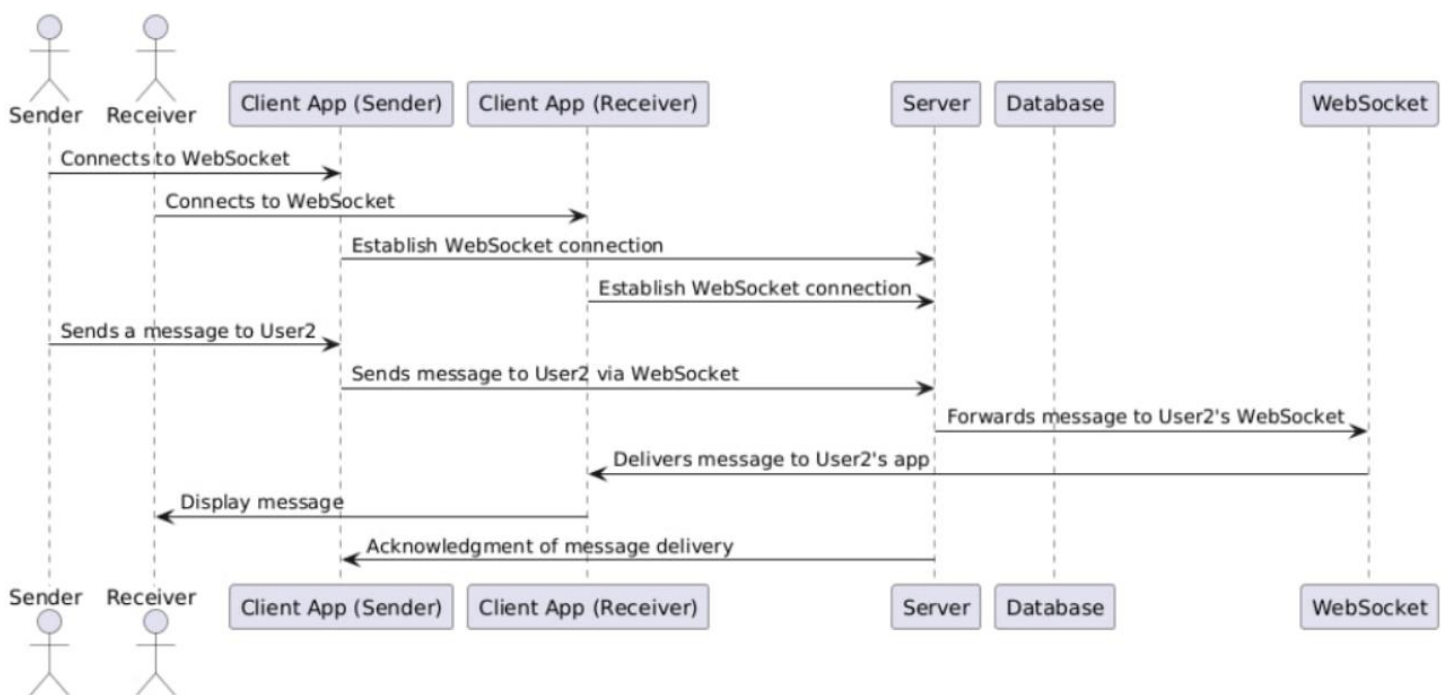 Sender
Receiver
Client App (Sender)
Client App (Receiver)
Server
Database
WebSocket
Connects to WebSocket
Connects to WebSocket
Establish WebSocket connection
Establish WebSocket connection
Sends a message to User2
Sends message to User2 via WebSocket
Forwards message to User2's WebSocket
Delivers message to User2's app
Display message
Acknowledgment of message delivery
Sender
Receiver
Client App (Sender)
Client App (Receiver)
Server
Database
WebSocket